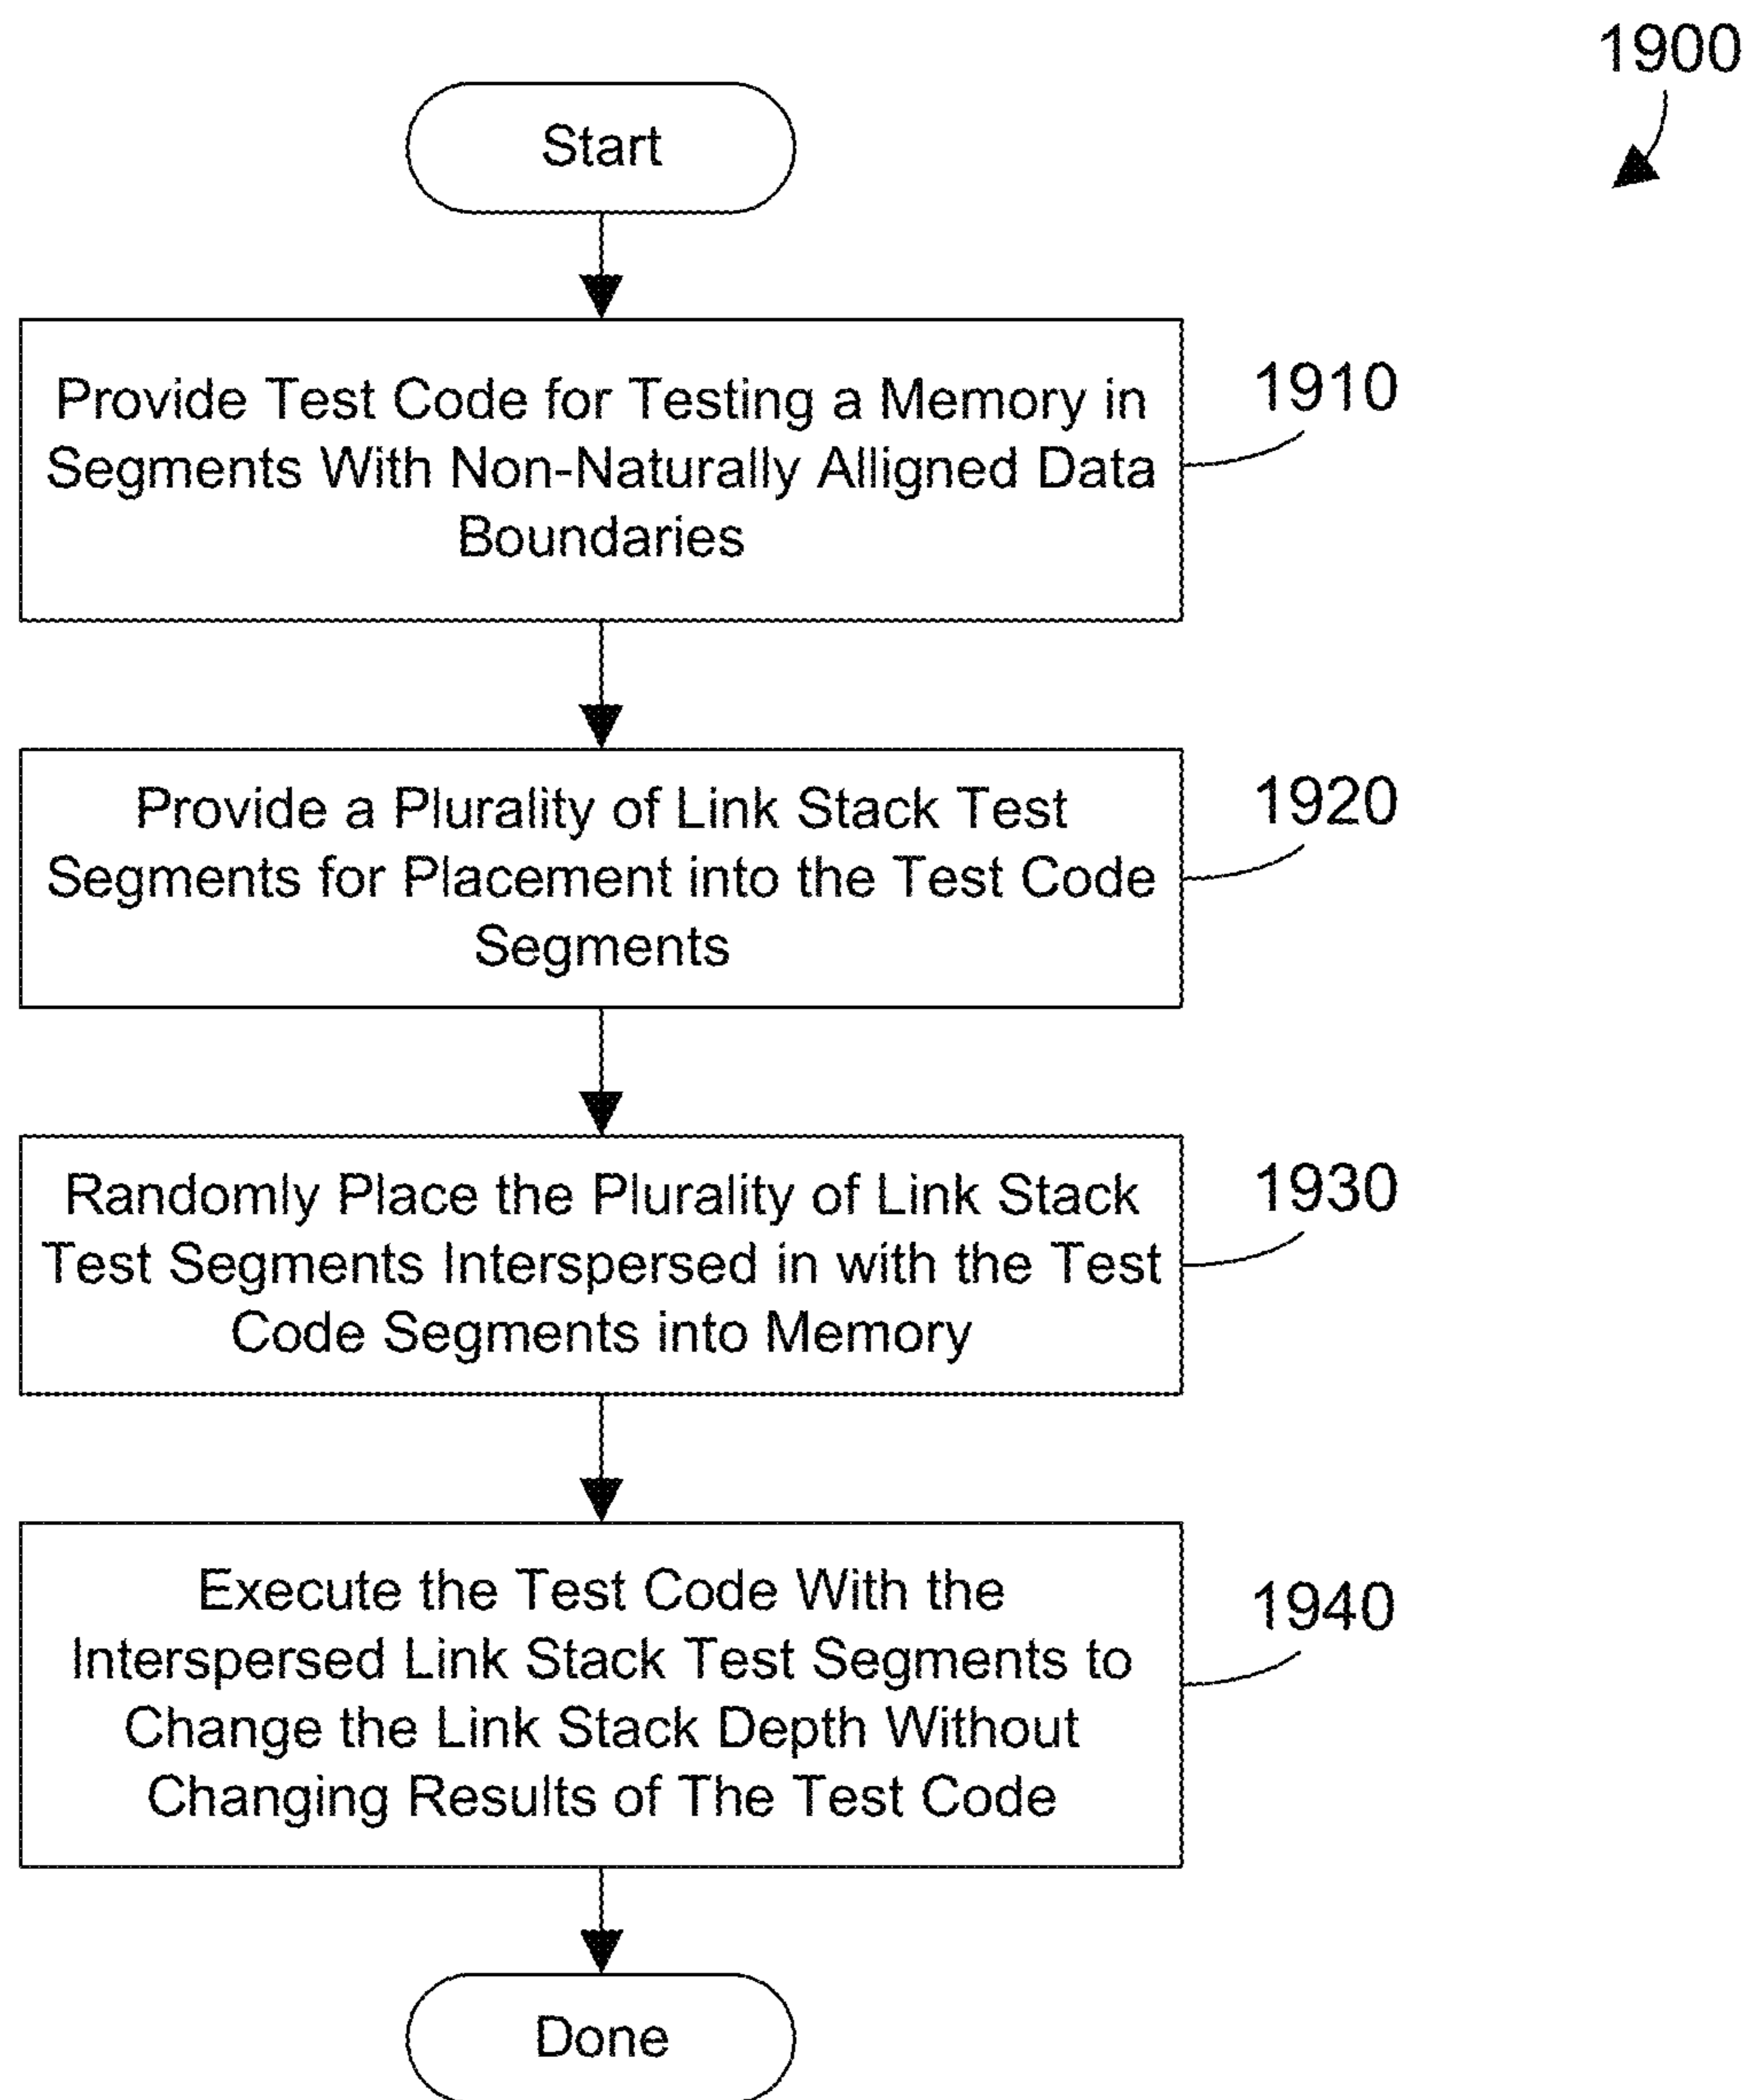 1900
Start
Provide Test Code for Testing a Memory in
Segments With Non-Naturally Alligned Data
Boundaries
1910
Provide a Plurality of Link Stack Test
Segments for Placement into the Test Code
Segments
1920
Randomly Place the Plurality of Link Stack
Test Segments Interspersed in with the Test
Code Segments into Memory
1930
Execute the Test Code With the
Interspersed Link Stack Test Segments to
Change the Link Stack Depth Without
Changing Results of The Test Code
1940
Done